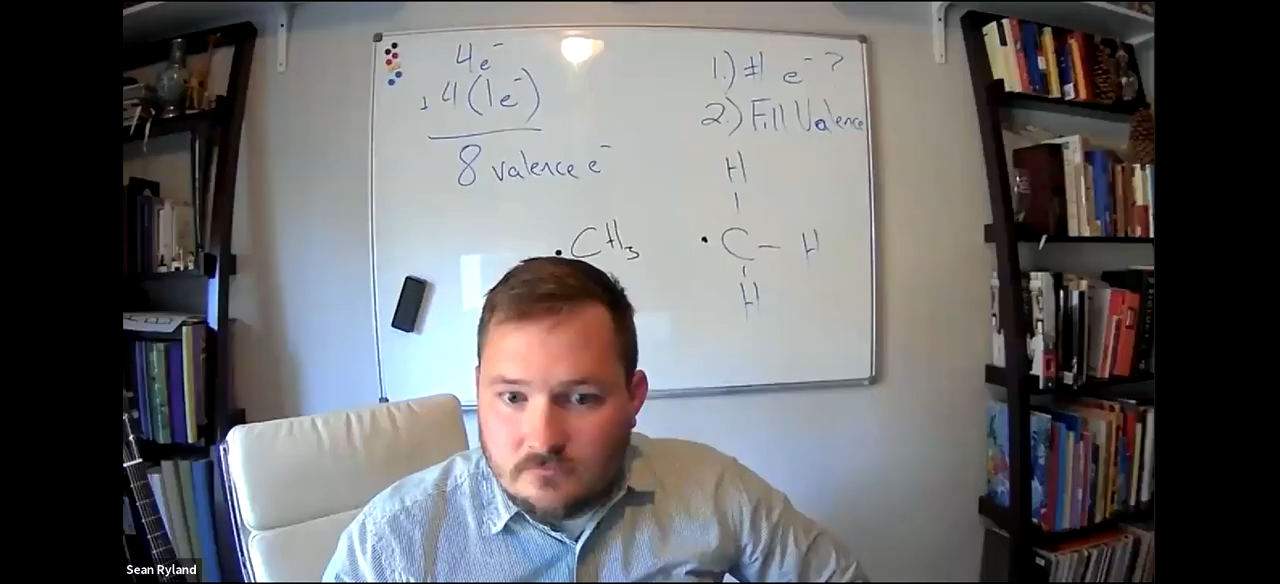 4e⁻
+4(1e⁻)
8 valence e⁻
1.) # e⁻?
2.) Fill Valence
·CH₃
H
|
· C – H
|
H
Sean Ryland